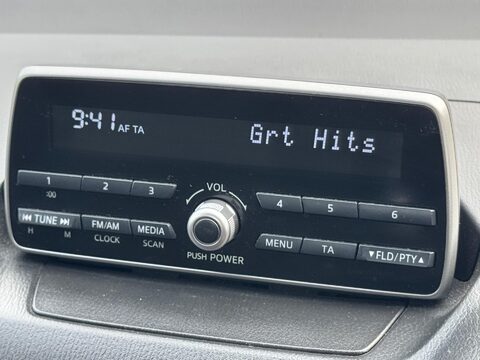 9:41 AF TA Grt Hits
1 2 3 VOL 4 5 6
:00
⏮ TUNE ⏭ FM/AM MEDIA MENU TA ▼FLD/PTY▲
H M CLOCK SCAN PUSH POWER